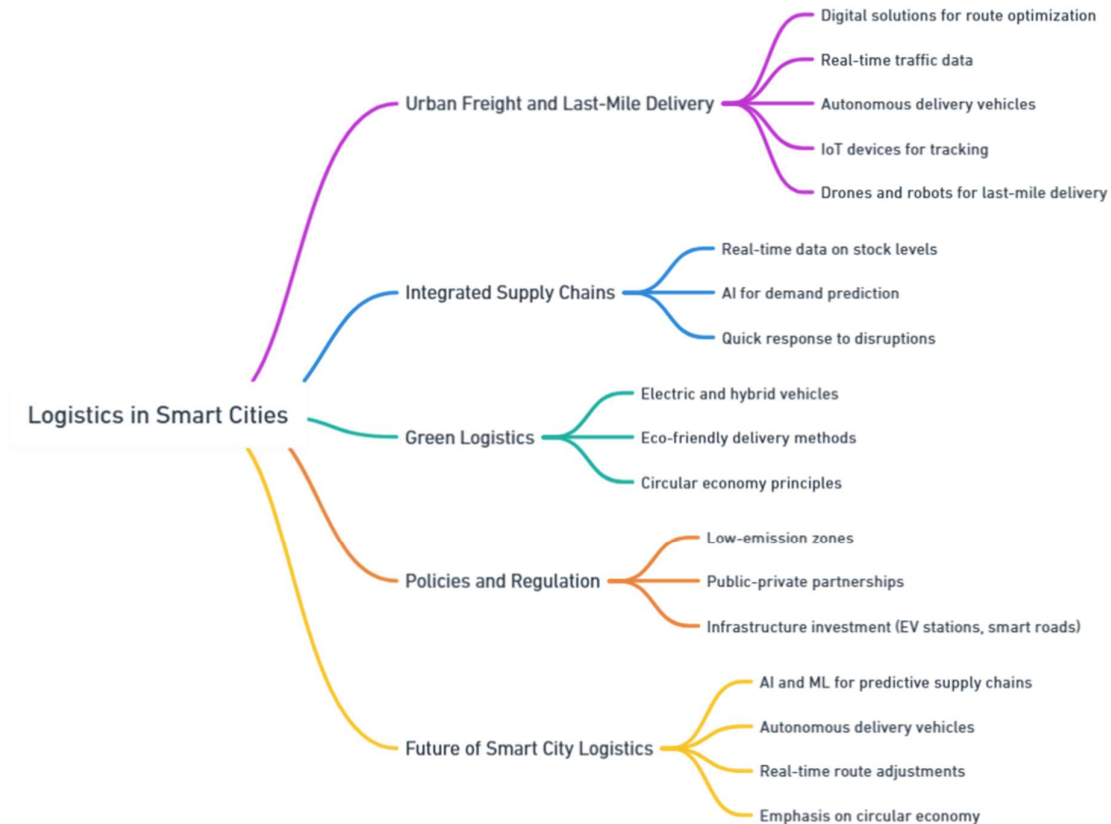 Logistics in Smart Cities
Urban Freight and Last-Mile Delivery
Digital solutions for route optimization
Real-time traffic data
Autonomous delivery vehicles
IoT devices for tracking
Drones and robots for last-mile delivery
Integrated Supply Chains
Real-time data on stock levels
AI for demand prediction
Quick response to disruptions
Green Logistics
Electric and hybrid vehicles
Eco-friendly delivery methods
Circular economy principles
Policies and Regulation
Low-emission zones
Public-private partnerships
Infrastructure investment (EV stations, smart roads)
Future of Smart City Logistics
AI and ML for predictive supply chains
Autonomous delivery vehicles
Real-time route adjustments
Emphasis on circular economy